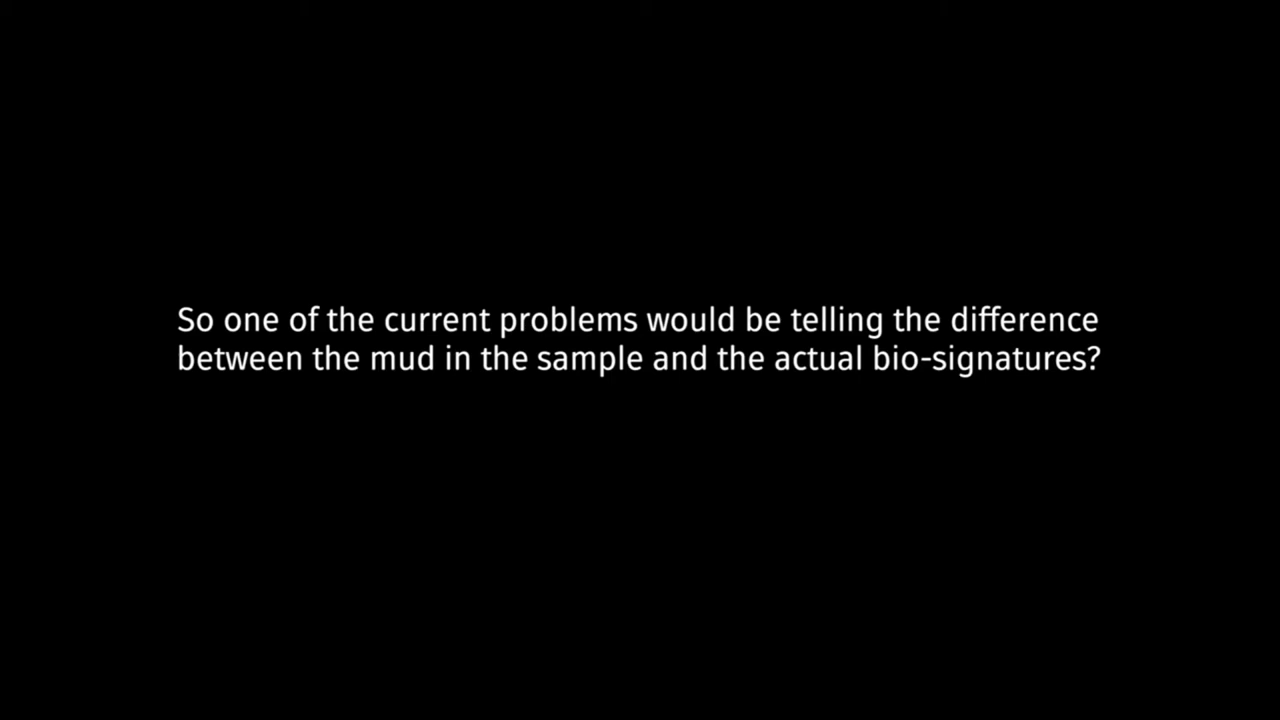 So one of the current problems would be telling the difference
between the mud in the sample and the actual bio-signatures?